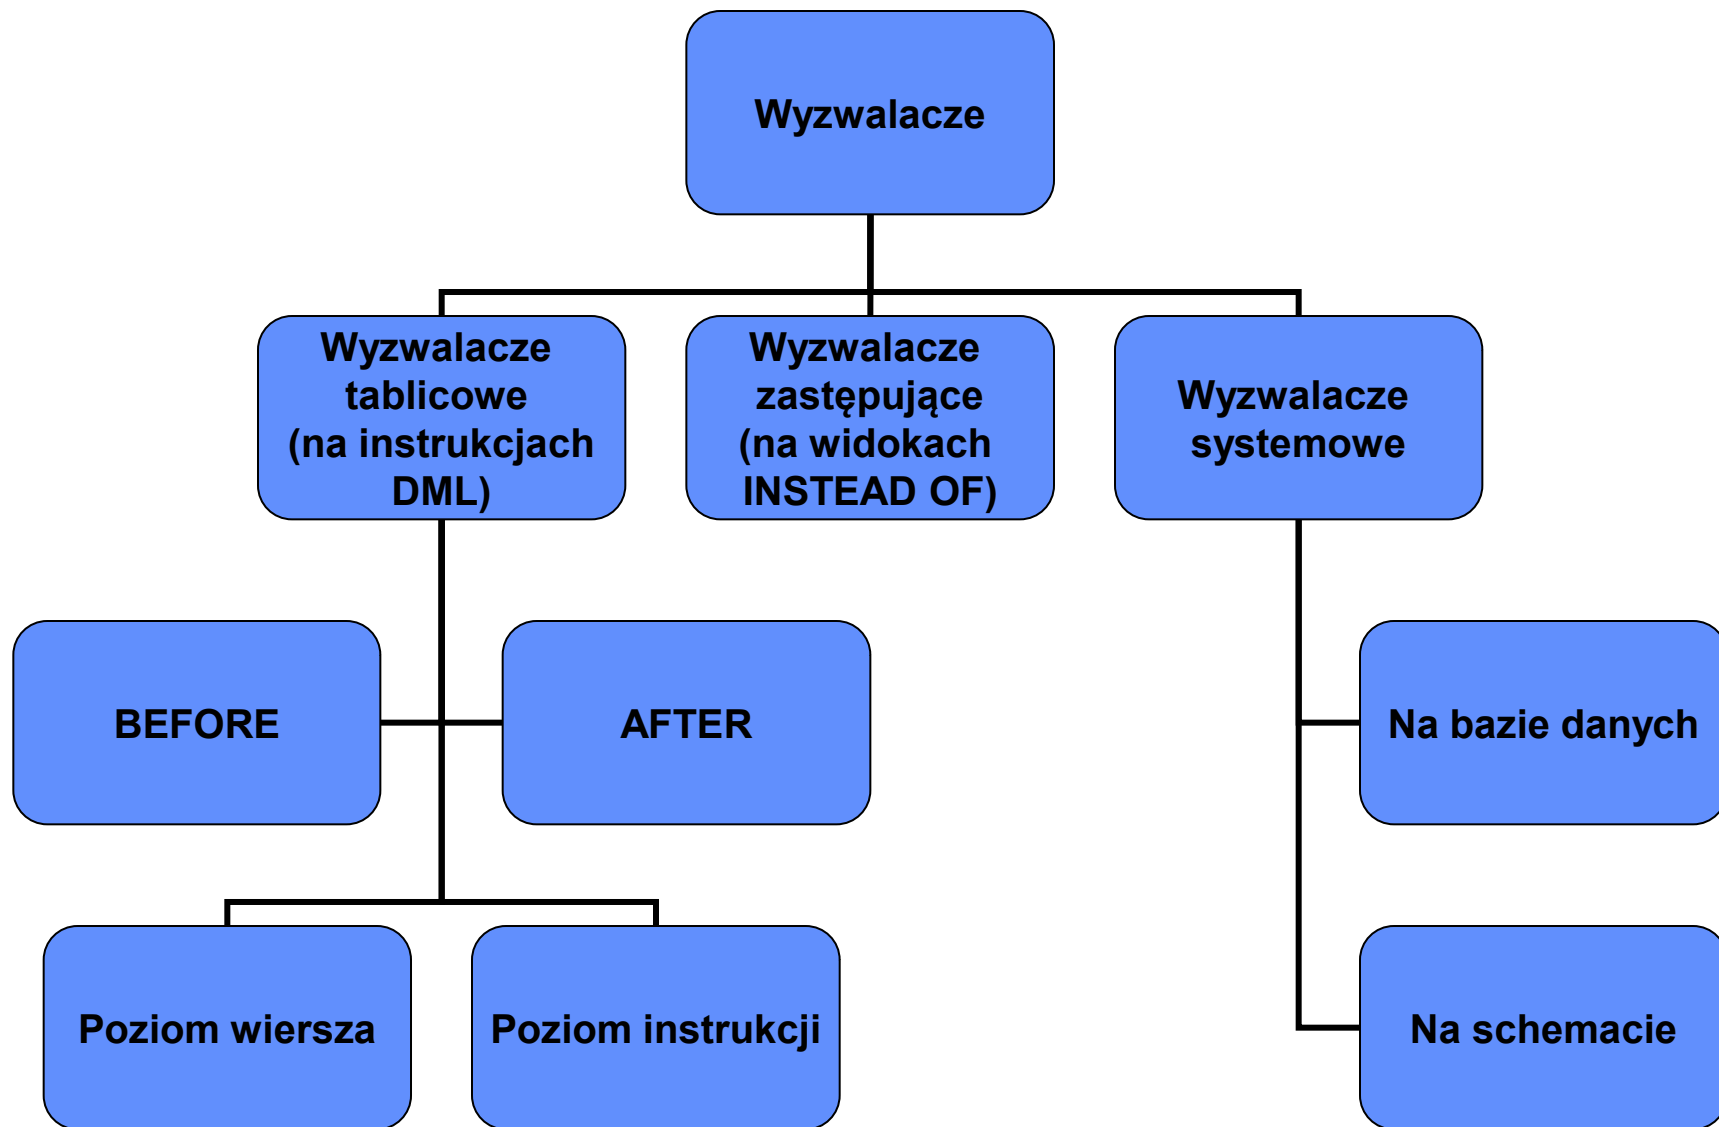 Wyzwalacze
Wyzwalacze
tablicowe
(na instrukcjach
DML)
Wyzwalacze
zastępujące
(na widokach
INSTEAD OF)
Wyzwalacze
systemowe
BEFORE
AFTER
Na bazie danych
Poziom wiersza
Poziom instrukcji
Na schemacie